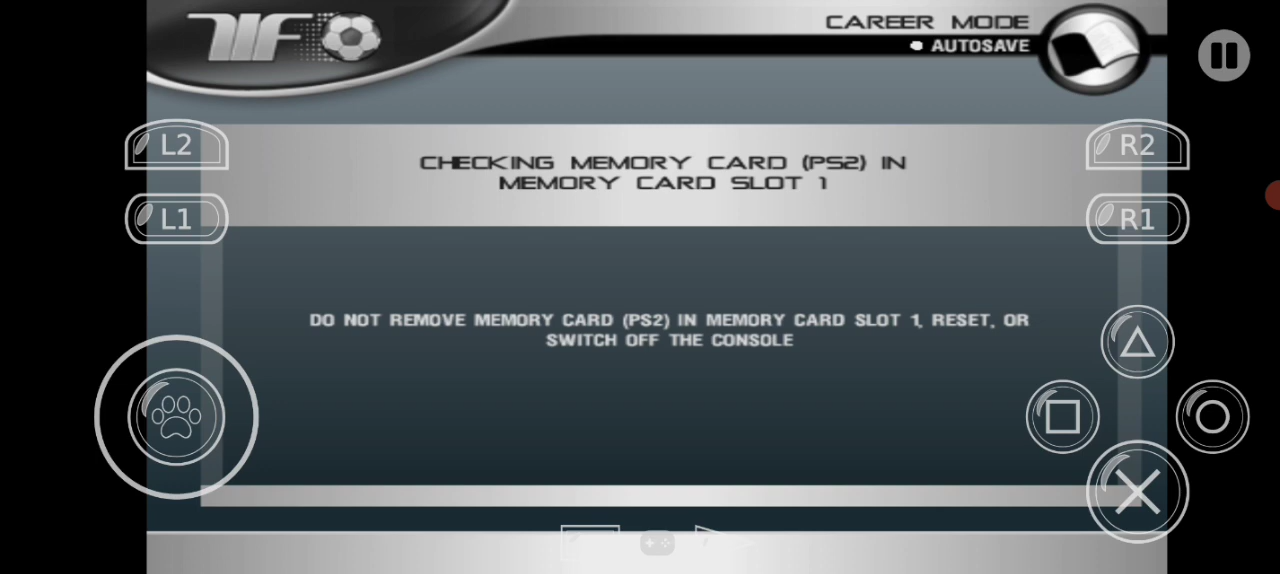 TIF
CAREER MODE
AUTOSAVE
L2
R2
CHECKING MEMORY CARD (PS2) IN
MEMORY CARD SLOT 1
L1
R1
DO NOT REMOVE MEMORY CARD (PS2) IN MEMORY CARD SLOT 1, RESET, OR
SWITCH OFF THE CONSOLE